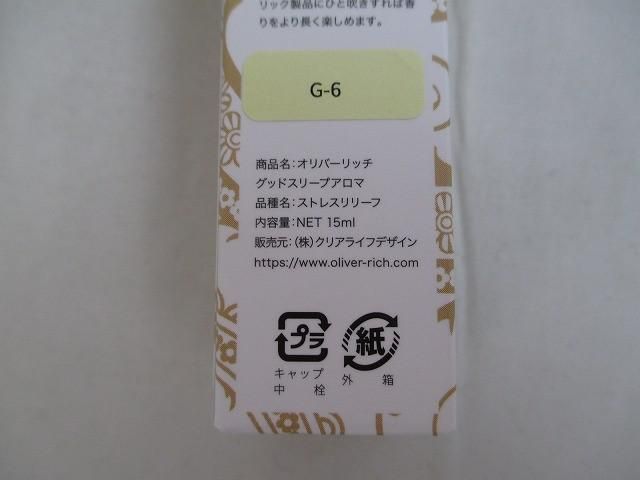 リック製品にひと吹きすれば香
りをより長く楽しめます。
G-6
商品名：オリバーリッチ
グッドスリープアロマ
品種名：ストレスリリーフ
内容量：NET 15ml
販売元：（株）クリアライフデザイン
https://www.oliver-rich.com
プラ 紙
キャップ
中栓 外箱